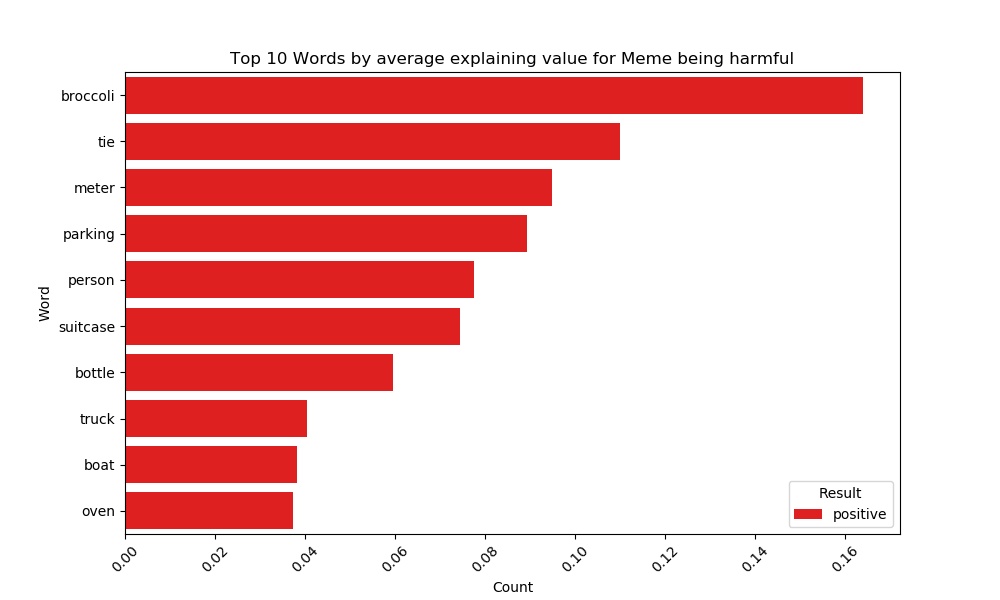 Top 10 Words by average explaining value for Meme being harmful
broccoli
tie
meter
parking
person
suitcase
bottle
truck
boat
oven
Word
0.00 0.02 0.04 0.06 0.08 0.10 0.12 0.14 0.16
Count
Result
positive